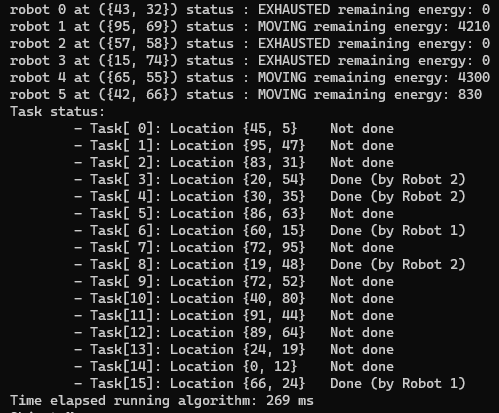 robot 0 at ({43, 32}) status : EXHAUSTED remaining energy: 0
robot 1 at ({95, 69}) status : MOVING remaining energy: 4210
robot 2 at ({57, 58}) status : EXHAUSTED remaining energy: 0
robot 3 at ({15, 74}) status : EXHAUSTED remaining energy: 0
robot 4 at ({65, 55}) status : MOVING remaining energy: 4300
robot 5 at ({42, 66}) status : MOVING remaining energy: 830
Task status:
- Task[ 0]: Location {45, 5} Not done
- Task[ 1]: Location {95, 47} Not done
- Task[ 2]: Location {83, 31} Not done
- Task[ 3]: Location {20, 54} Done (by Robot 2)
- Task[ 4]: Location {30, 35} Done (by Robot 2)
- Task[ 5]: Location {86, 63} Not done
- Task[ 6]: Location {60, 15} Done (by Robot 1)
- Task[ 7]: Location {72, 95} Not done
- Task[ 8]: Location {19, 48} Done (by Robot 2)
- Task[ 9]: Location {72, 52} Not done
- Task[10]: Location {40, 80} Not done
- Task[11]: Location {91, 44} Not done
- Task[12]: Location {89, 64} Not done
- Task[13]: Location {24, 19} Not done
- Task[14]: Location {0, 12} Not done
- Task[15]: Location {66, 24} Done (by Robot 1)
Time elapsed running algorithm: 269 ms